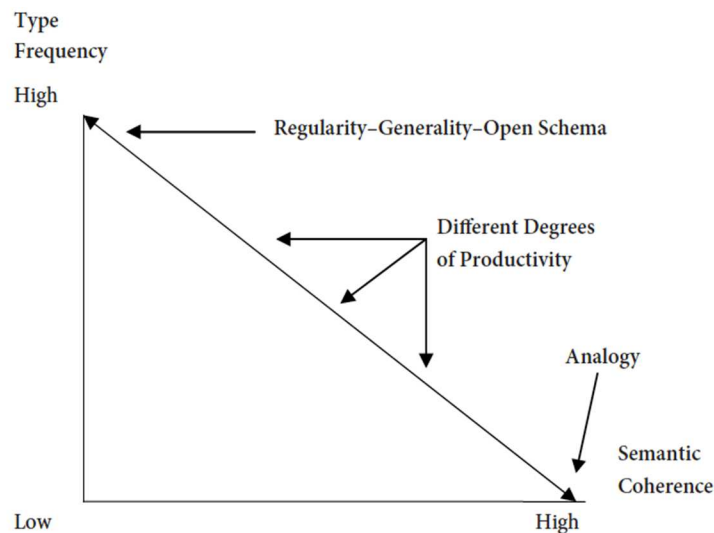 Type
Frequency
High
Regularity–Generality–Open Schema
Different Degrees
of Productivity
Analogy
Semantic
Coherence
Low
High